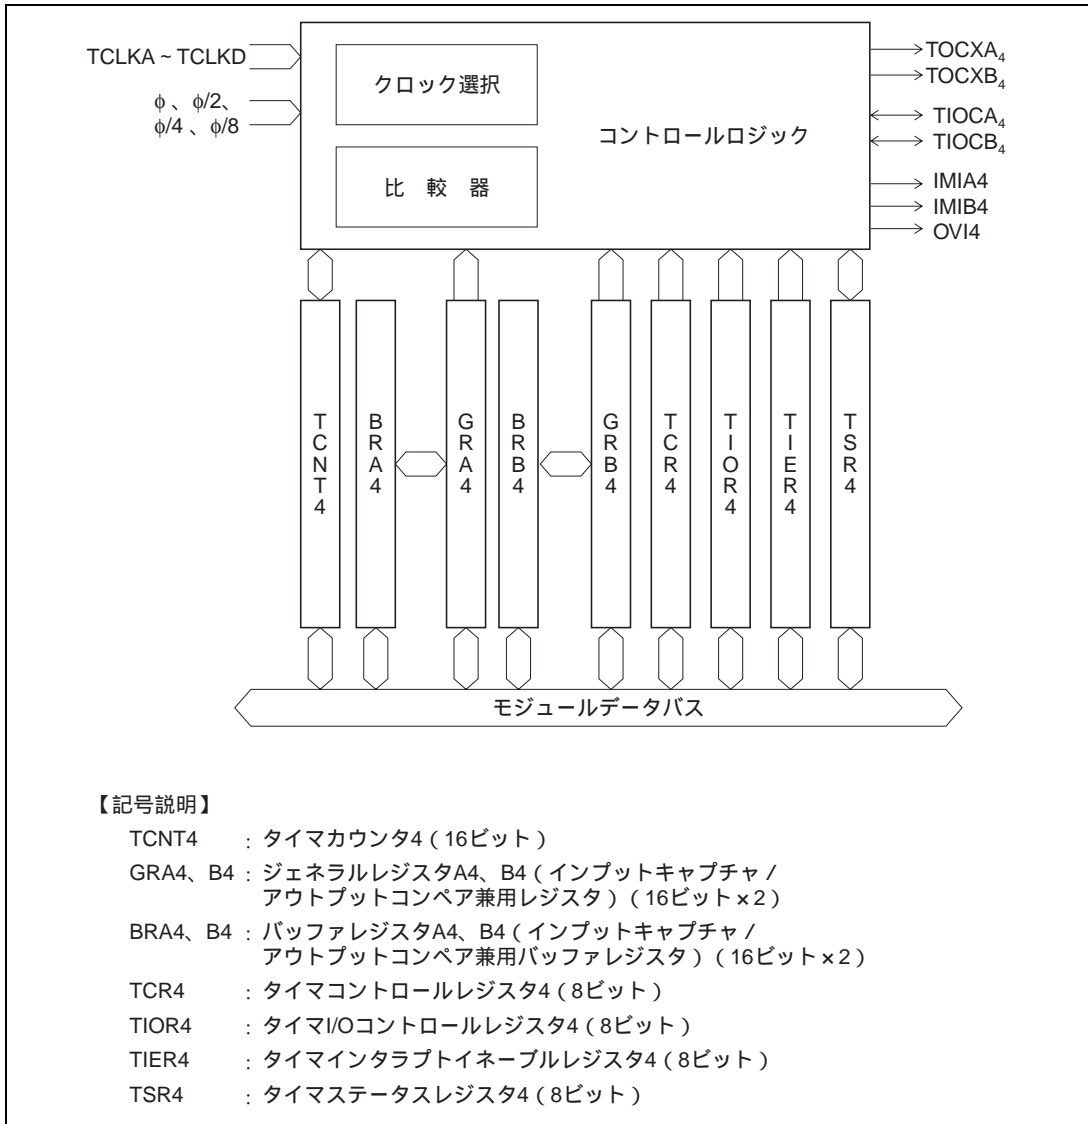 TCLKA ~ TCLKD
φ 、 φ/2、
φ/4 、 φ/8
クロック選択
比 較 器
コントロールロジック
TOCXA4
TOCXB4
TIOCA4
TIOCB4
IMIA4
IMIB4
OVI4
TCNT4
BRA4
GRA4
BRB4
GRB4
TCR4
TIOR4
TIER4
TSR4
モジュールデータバス
【記号説明】
TCNT4 : タイマカウンタ4(16ビット)
GRA4、B4 : ジェネラルレジスタA4、B4(インプットキャプチャ/
アウトプットコンペア兼用レジスタ)(16ビット×2)
BRA4、B4 : バッファレジスタA4、B4(インプットキャプチャ/
アウトプットコンペア兼用バッファレジスタ)(16ビット×2)
TCR4 : タイマコントロールレジスタ4(8ビット)
TIOR4 : タイマI/Oコントロールレジスタ4(8ビット)
TIER4 : タイマインタラプトイネーブルレジスタ4(8ビット)
TSR4 : タイマステータスレジスタ4(8ビット)